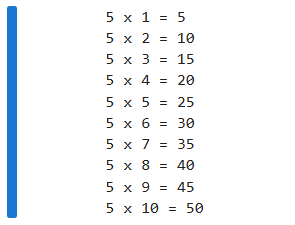 5 x 1 = 5
5 x 2 = 10
5 x 3 = 15
5 x 4 = 20
5 x 5 = 25
5 x 6 = 30
5 x 7 = 35
5 x 8 = 40
5 x 9 = 45
5 x 10 = 50